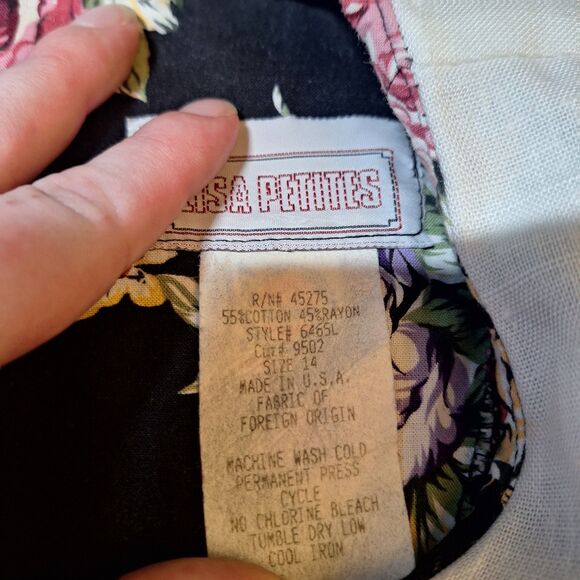 LISA PETITES
R/N# 45275
55%COTTON 45%RAYON
STYLE# 6465L
Cut# 9502
SIZE 14
MADE IN U.S.A.
FABRIC OF
FOREIGN ORIGIN
MACHINE WASH COLD
PERMANENT PRESS
CYCLE
NO CHLORINE BLEACH
TUMBLE DRY LOW
COOL IRON